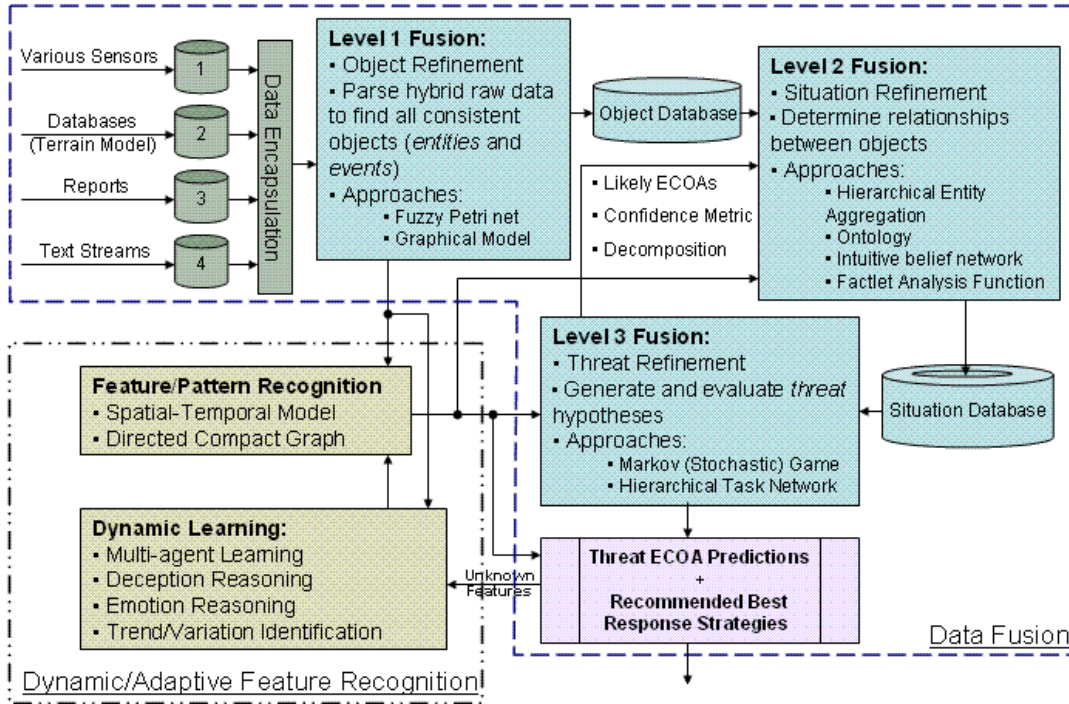 Various Sensors
1
Databases
(Terrain Model)
2
Reports
3
Text Streams
4
Data Encapsulation
Level 1 Fusion:
▪ Object Refinement
▪ Parse hybrid raw data
to find all consistent
objects (entities and
events)
▪ Approaches:
▪ Fuzzy Petri net
▪ Graphical Model
Object Database
▪ Likely ECOAs
▪ Confidence Metric
▪ Decomposition
Level 2 Fusion:
▪ Situation Refinement
▪ Determine relationships
between objects
▪ Approaches:
▪ Hierarchical Entity
Aggregation
▪ Ontology
▪ Intuitive belief network
▪ Factlet Analysis Function
Level 3 Fusion:
▪ Threat Refinement
▪ Generate and evaluate threat
hypotheses
▪ Approaches:
▪ Markov (Stochastic) Game
▪ Hierarchical Task Network
Situation Database
Feature/Pattern Recognition
▪ Spatial-Temporal Model
▪ Directed Compact Graph
Dynamic Learning:
▪ Multi-agent Learning
▪ Deception Reasoning
▪ Emotion Reasoning
▪ Trend/Variation Identification
Unknown
Features
Threat ECOA Predictions
+
Recommended Best
Response Strategies
Data Fusion
Dynamic/Adaptive Feature Recognition